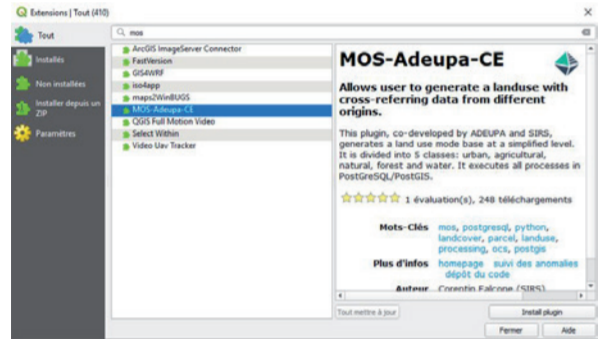 Extensions | Tout (410)
Tout
Installés
Non installées
Installer depuis un
ZIP
Paramètres
mos
ArcGIS ImageServer Connector
FastVersion
GIS4WRF
iso4app
maps2WinBUGS
MOS-Adeupa-CE
QGIS Full Motion Video
Select Within
Video Uav Tracker
MOS-Adeupa-CE
Allows user to generate a landuse with
cross-referring data from different
origins.
This plugin, co-developed by ADEUPA and SIRS,
generates a land use mode base at a simplified level.
It is divided into 5 classes: urban, agricultural,
natural, forest and water. It executes all processes in
PostGreSQL/PostGIS.
1 évaluation(s), 248 téléchargements
Mots-Clés mos, postgresql, python,
landcover, parcel, landuse,
processing, ocs, postgis
Plus d'infos homepage suivi des anomalies
dépôt du code
Auteur Corentin Falcone (SIRS)
Tout mettre à jour
Install plugin
Fermer
Aide